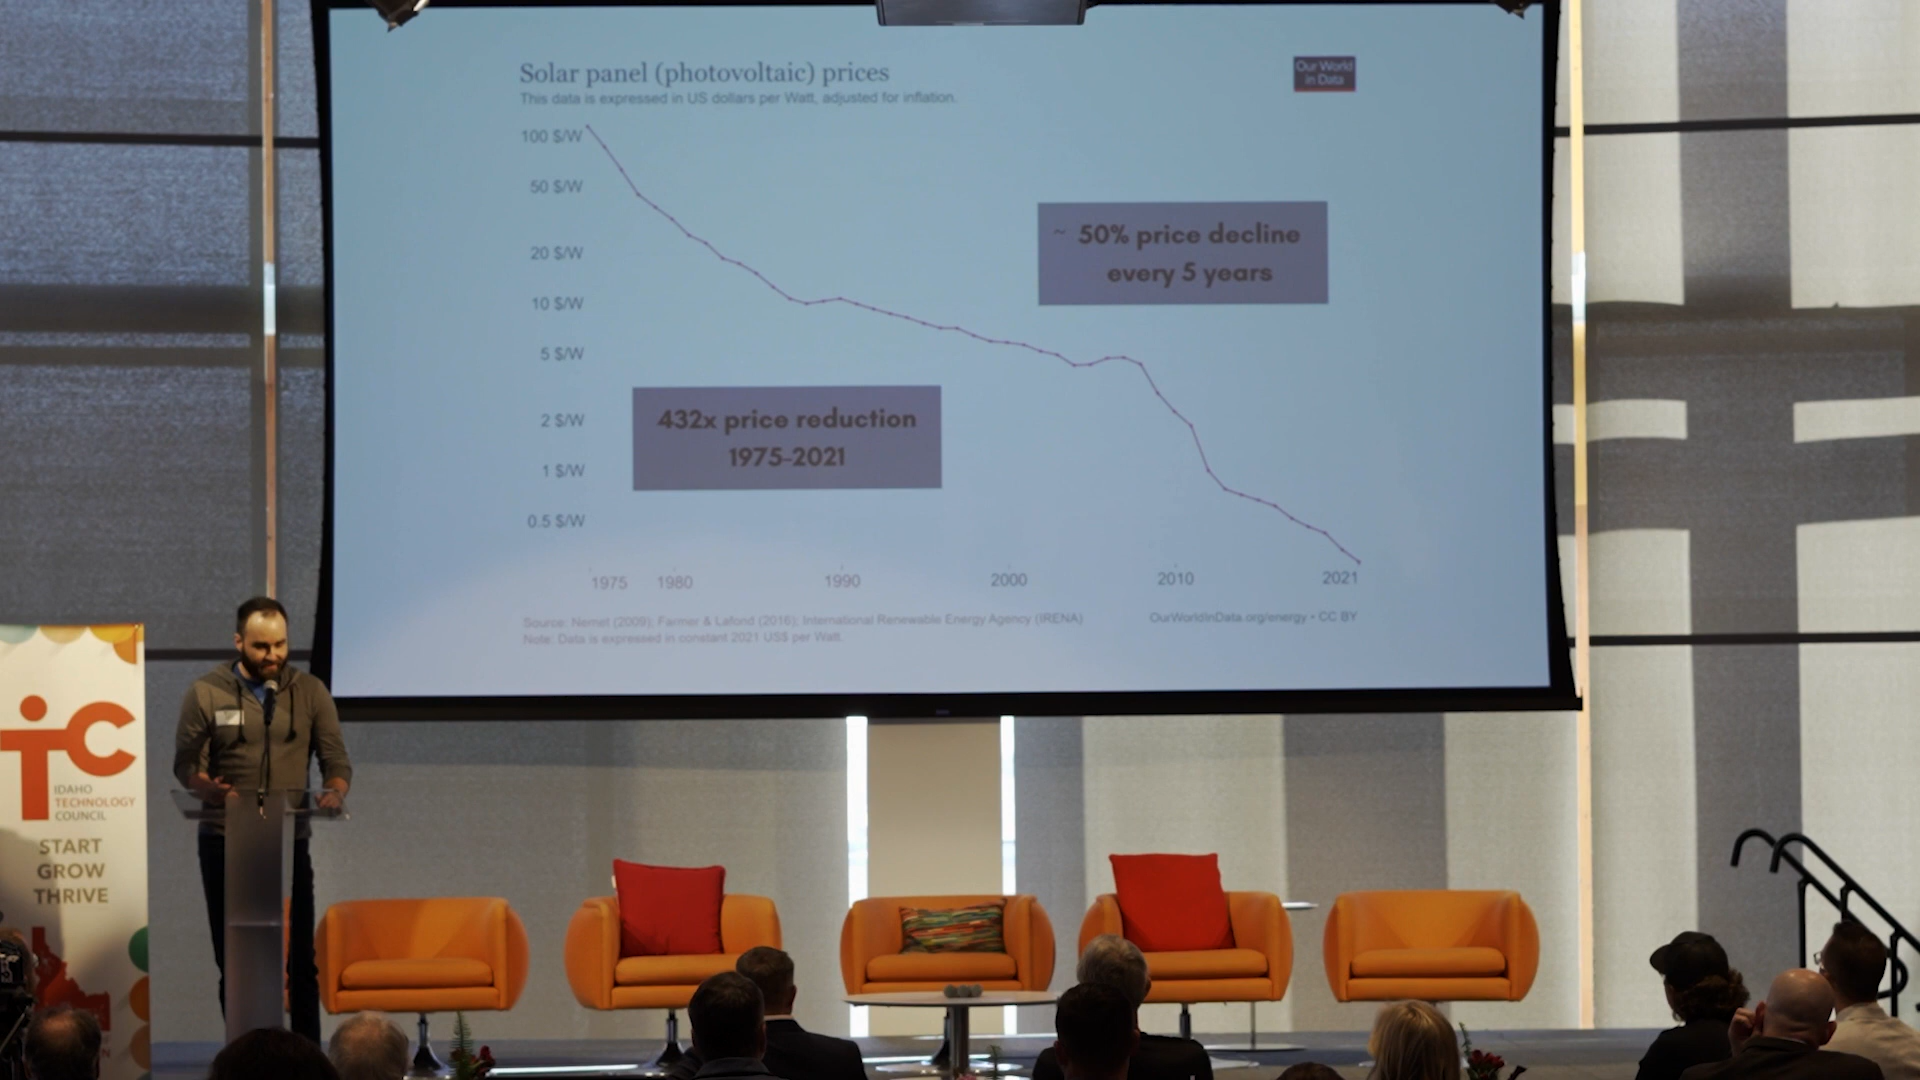 Solar panel (photovoltaic) prices
This data is expressed in US dollars per Watt, adjusted for inflation.
Our World
in Data
100 $/W
50 $/W
20 $/W
10 $/W
5 $/W
2 $/W
1 $/W
0.5 $/W
~ 50% price decline
every 5 years
432x price reduction
1975-2021
1975 1980 1990 2000 2010 2021
Source: Nemet (2009); Farmer & Lafond (2016); International Renewable Energy Agency (IRENA)
OurWorldInData.org/energy • CC BY
Note: Data is expressed in constant 2021 US$ per Watt.
iTC
IDAHO
TECHNOLOGY
COUNCIL
START
GROW
THRIVE